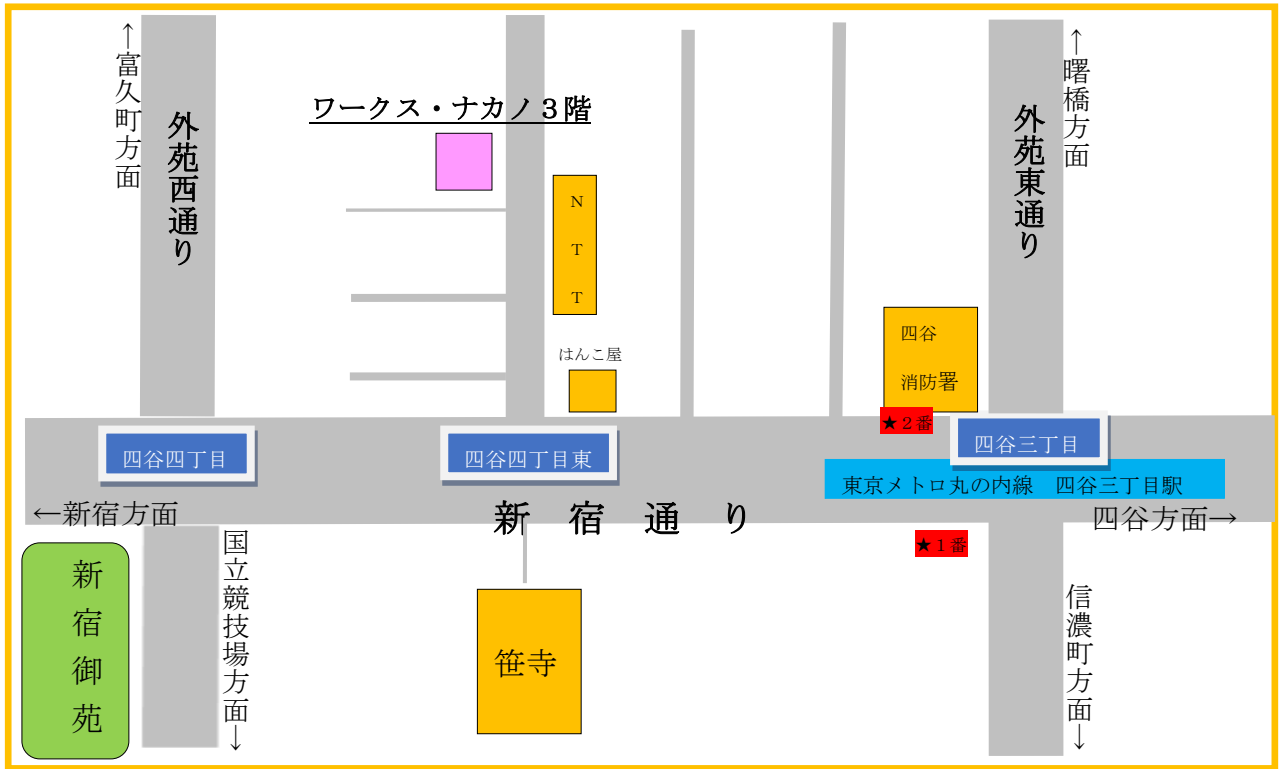 ↑富久町方面
外苑西通り
ワークス・ナカノ３階
外苑東通り
↑曙橋方面
ＮＴＴ
はんこ屋
四谷
消防署
★２番
四谷四丁目
四谷四丁目東
四谷三丁目
東京メトロ丸の内線　四谷三丁目駅
←新宿方面
新宿通り
四谷方面→
★１番
国立競技場方面↓
新宿御苑
笹寺
信濃町方面↓